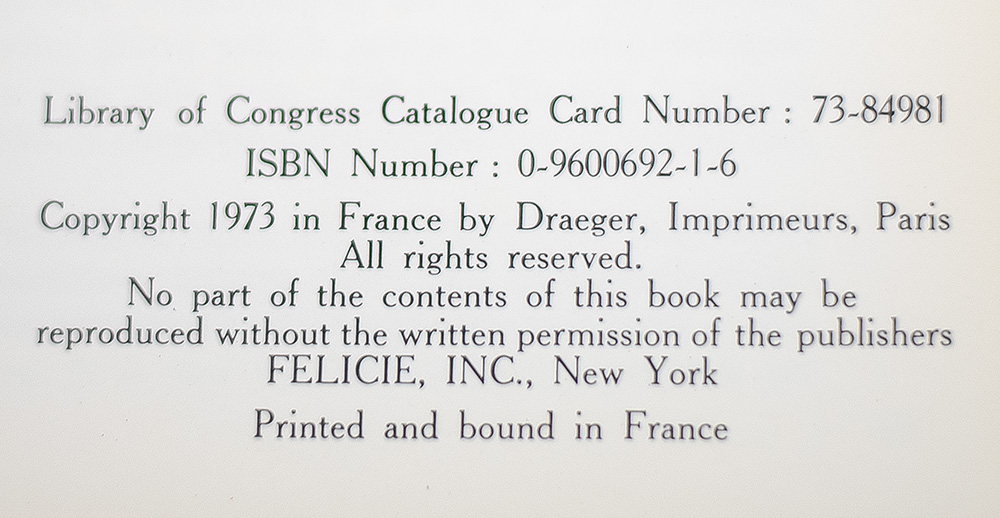 Library of Congress Catalogue Card Number : 73-84981
ISBN Number : 0-9600692-1-6
Copyright 1973 in France by Draeger, Imprimeurs, Paris
All rights reserved.
No part of the contents of this book may be
reproduced without the written permission of the publishers
FELICIE, INC., New York
Printed and bound in France